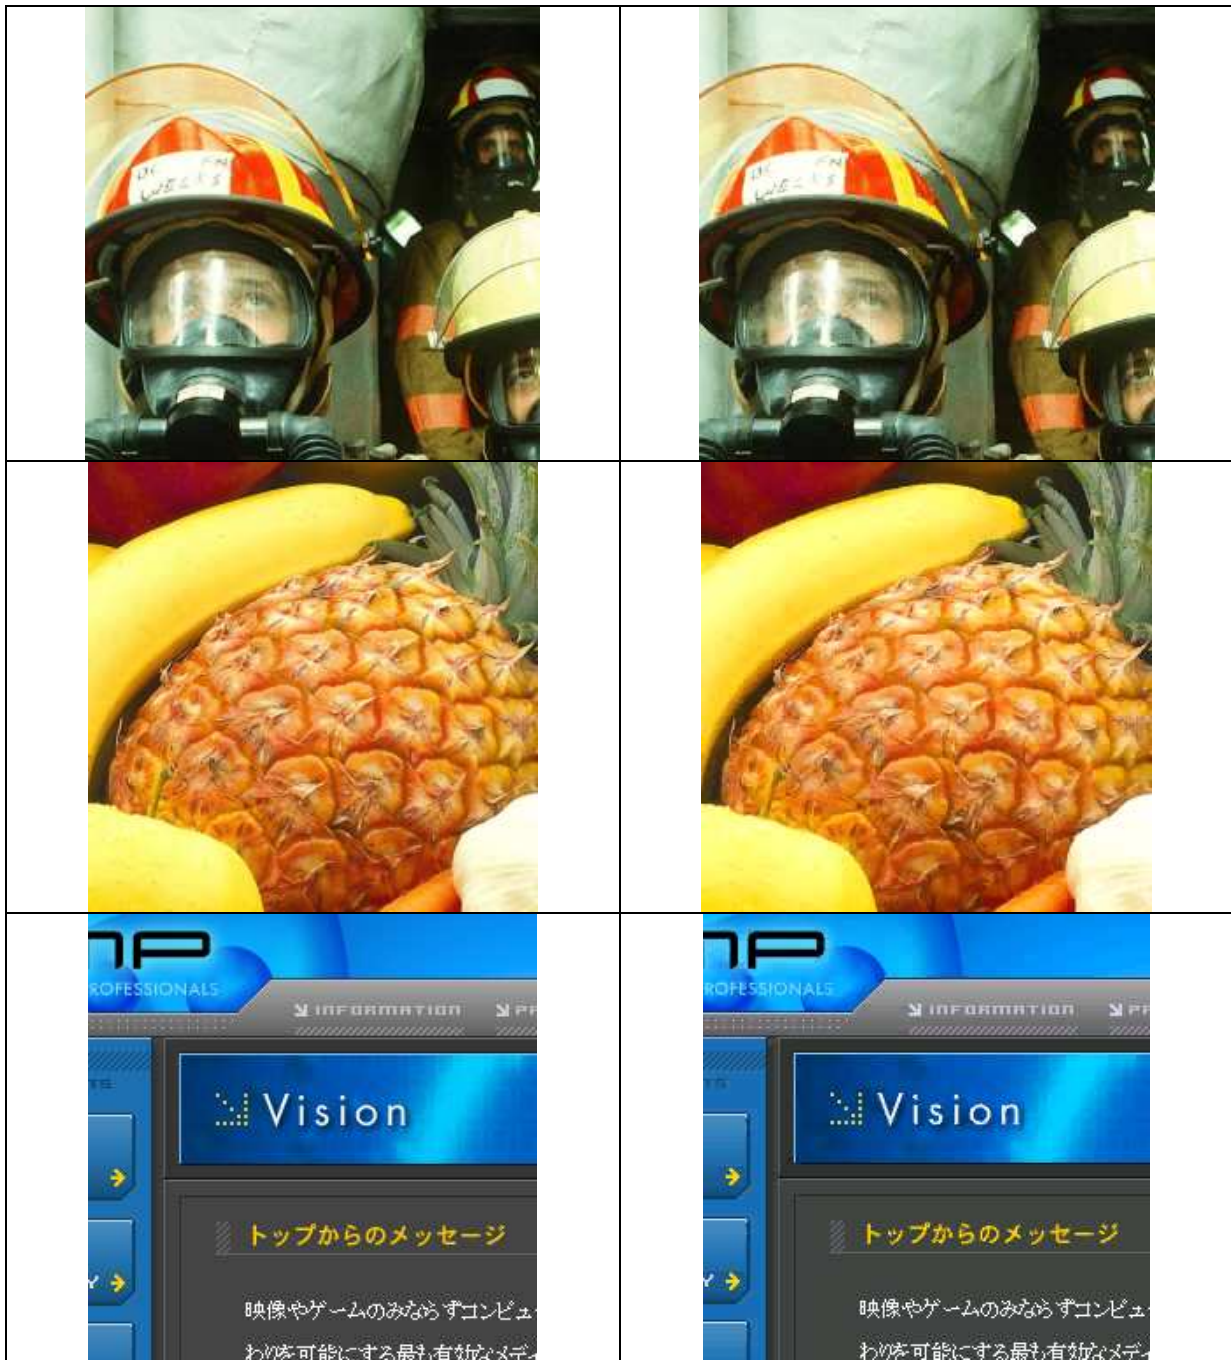 WEEKS
WEEKS
NP
ROFESSIONALS
INFORMATION
Vision
トップからのメッセージ
映像やゲームのみならずコンピュ
わりを可能にする最も有効なメディ
NP
ROFESSIONALS
INFORMATION
Vision
トップからのメッセージ
映像やゲームのみならずコンピュ
わりを可能にする最も有効なメディ